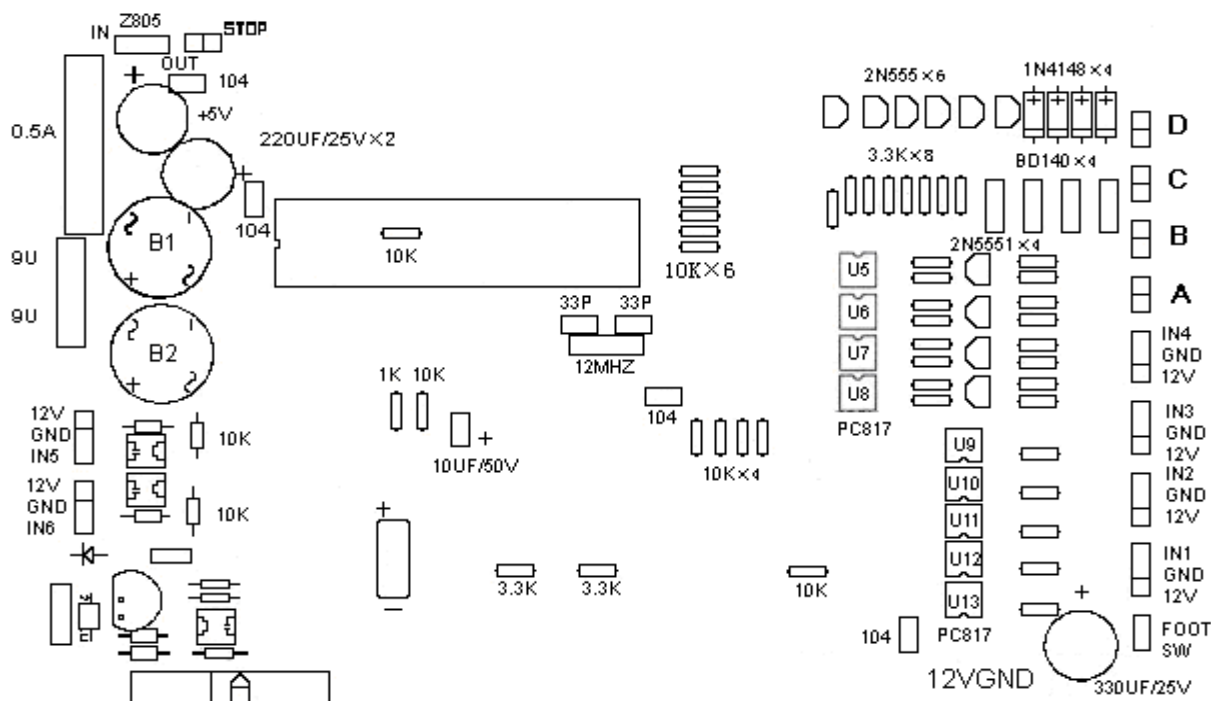 IN
Z805
STOP
OUT
104
+5V
0.5A
220UF/25V×2
104
9U
B1
9U
B2
10K
33P
33P
12MHZ
10K×6
2N555×6
1N4148×4
3.3K×8
BD140×4
2N5551×4
U5
U6
U7
U8
PC817
D
C
B
A
IN4
GND
12V
IN3
GND
12V
IN2
GND
12V
IN1
GND
12V
FOOT
SW
12V
GND
IN5
10K
12V
GND
IN6
10K
1K
10K
10UF/50V
104
10K×4
3.3K
3.3K
10K
U9
U10
U11
U12
U13
PC817
104
12VGND
330UF/25V